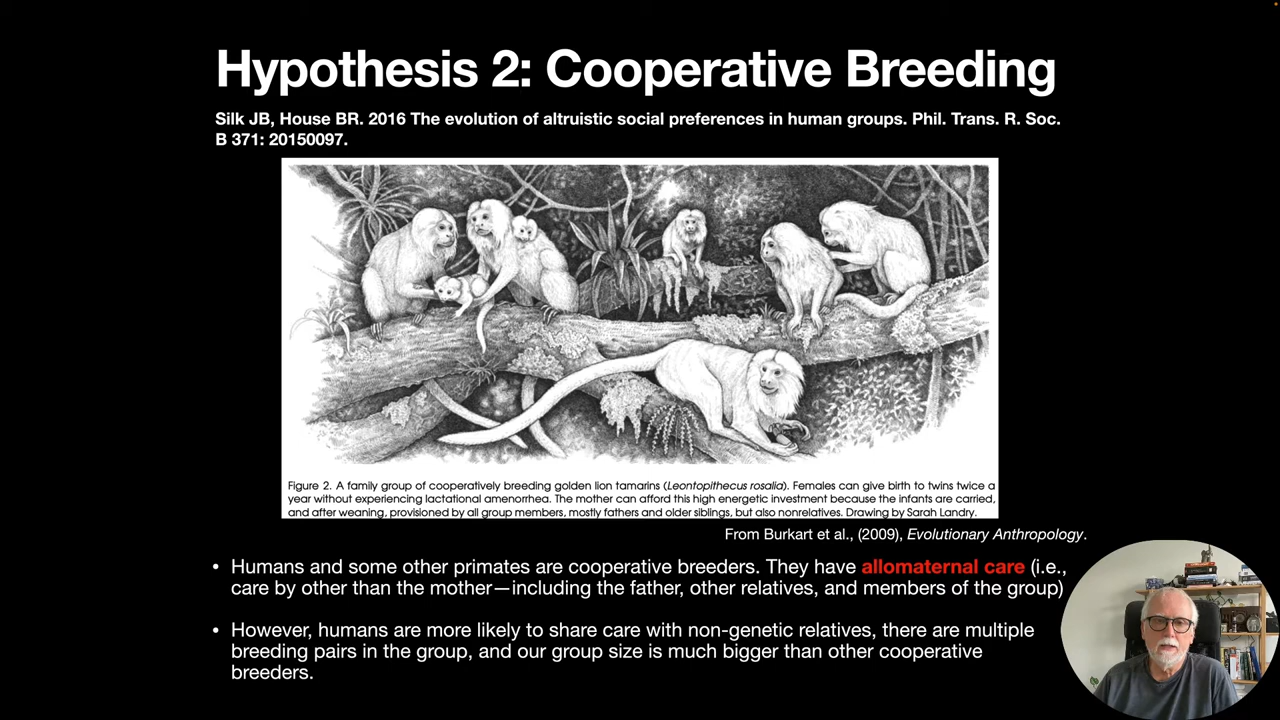 Hypothesis 2: Cooperative Breeding
Silk JB, House BR. 2016 The evolution of altruistic social preferences in human groups. Phil. Trans. R. Soc.
B 371: 20150097.
Figure 2. A family group of cooperatively breeding golden lion tamarins (Leontopithecus rosalia). Females can give birth to twins twice a
year without experiencing lactational amenorrhea. The mother can afford this high energetic investment because the infants are carried,
and after weaning, provisioned by all group members, mostly fathers and older siblings, but also nonrelatives. Drawing by Sarah Landry.
From Burkart et al., (2009), Evolutionary Anthropology.
• Humans and some other primates are cooperative breeders. They have allomaternal care (i.e.,
care by other than the mother—including the father, other relatives, and members of the group)
• However, humans are more likely to share care with non-genetic relatives, there are multiple
breeding pairs in the group, and our group size is much bigger than other cooperative
breeders.